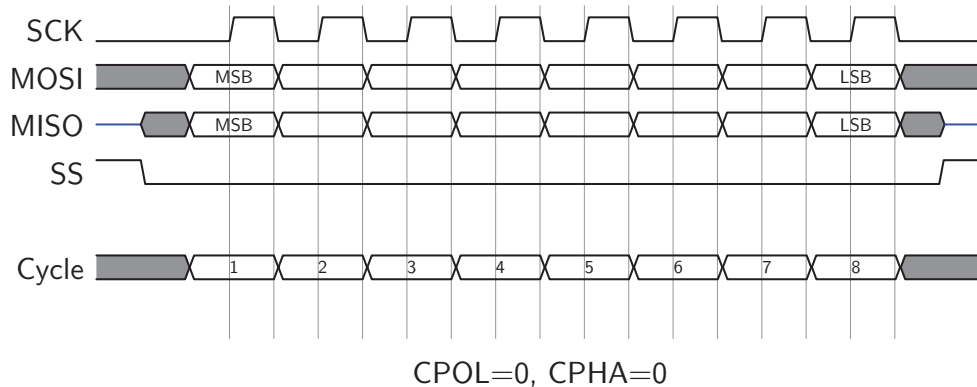 SCK
MOSI MSB LSB
MISO MSB LSB
SS
Cycle 1 2 3 4 5 6 7 8
CPOL=0, CPHA=0